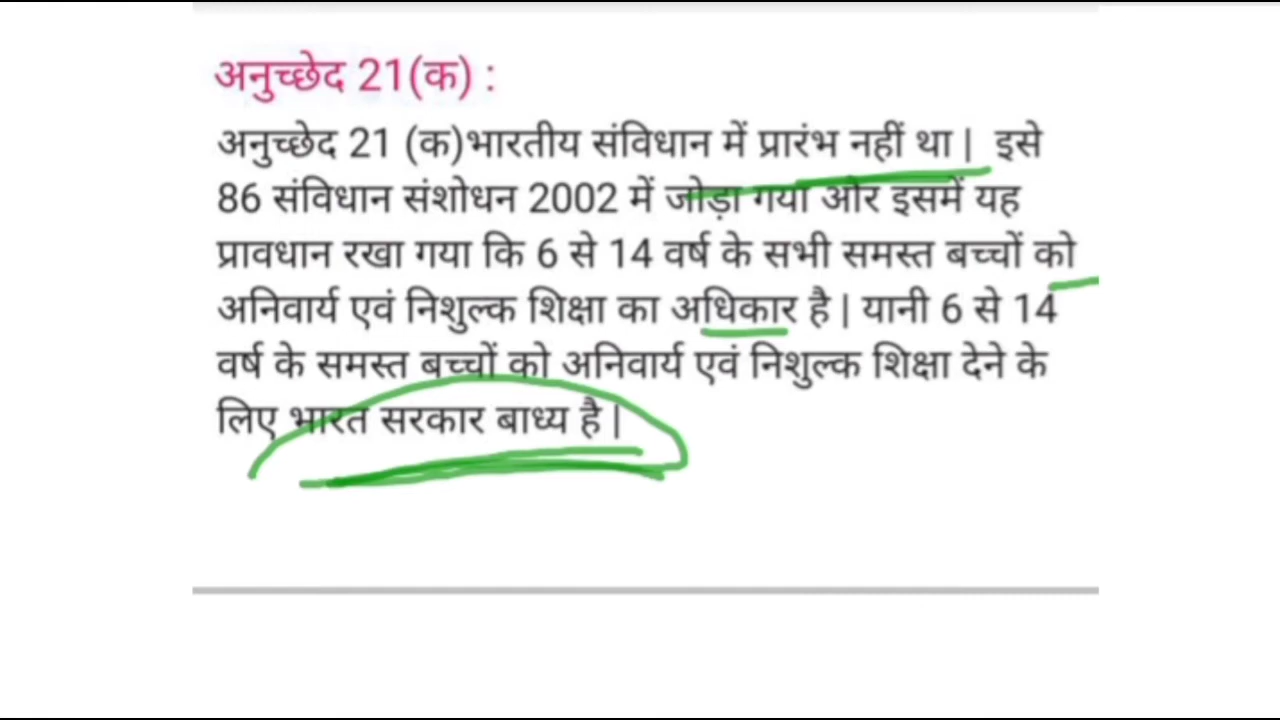 अनुच्छेद 21(क) :
अनुच्छेद 21 (क)भारतीय संविधान में प्रारंभ नहीं था | इसे
86 संविधान संशोधन 2002 में जोड़ा गया और इसमें यह
प्रावधान रखा गया कि 6 से 14 वर्ष के सभी समस्त बच्चों को
अनिवार्य एवं निशुल्क शिक्षा का अधिकार है | यानी 6 से 14
वर्ष के समस्त बच्चों को अनिवार्य एवं निशुल्क शिक्षा देने के
लिए भारत सरकार बाध्य है |